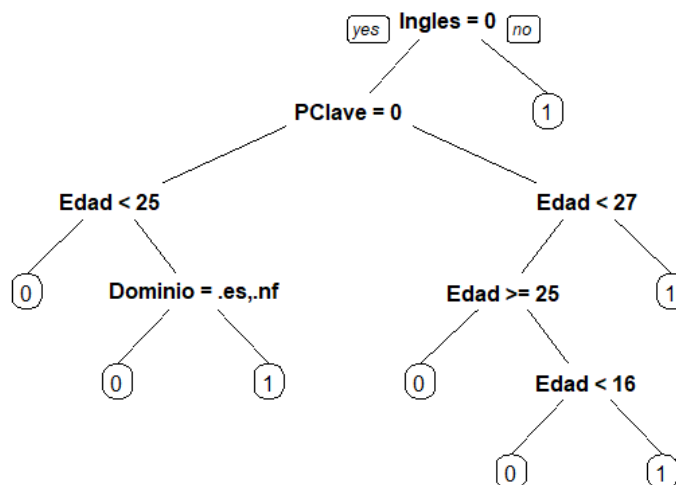 yes
Ingles = 0
no
PClave = 0
1
Edad < 25
Edad < 27
0
Dominio = .es,.nf
Edad >= 25
1
0
1
0
Edad < 16
0
1